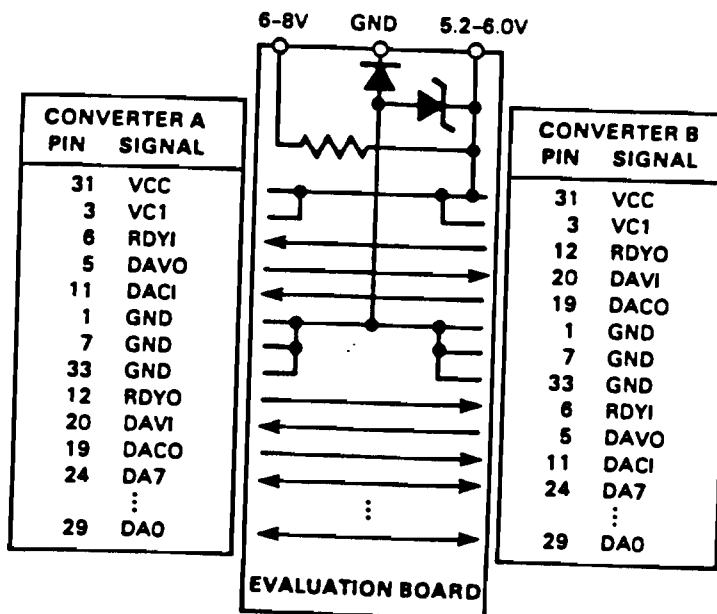 6-8V GND 5.2-6.0V
CONVERTER A
PIN SIGNAL
31 VCC
3 VC1
6 RDYI
5 DAVO
11 DACI
1 GND
7 GND
33 GND
12 RDYO
20 DAVI
19 DACO
24 DA7
⋮
29 DA0
⋮
EVALUATION BOARD
CONVERTER B
PIN SIGNAL
31 VCC
3 VC1
12 RDYO
20 DAVI
19 DACO
1 GND
7 GND
33 GND
6 RDYI
5 DAVO
11 DACI
24 DA7
⋮
29 DA0